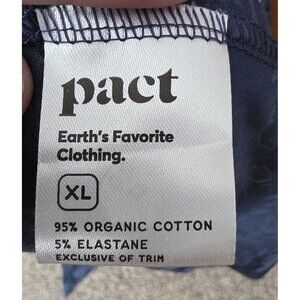 pact
Earth's Favorite
Clothing.
XL
95% ORGANIC COTTON
5% ELASTANE
EXCLUSIVE OF TRIM